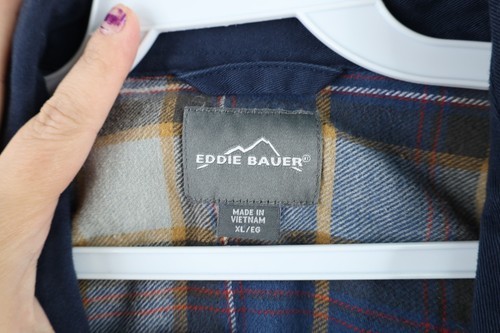 EDDIE BAUER®
MADE IN
VIETNAM
XL/EG